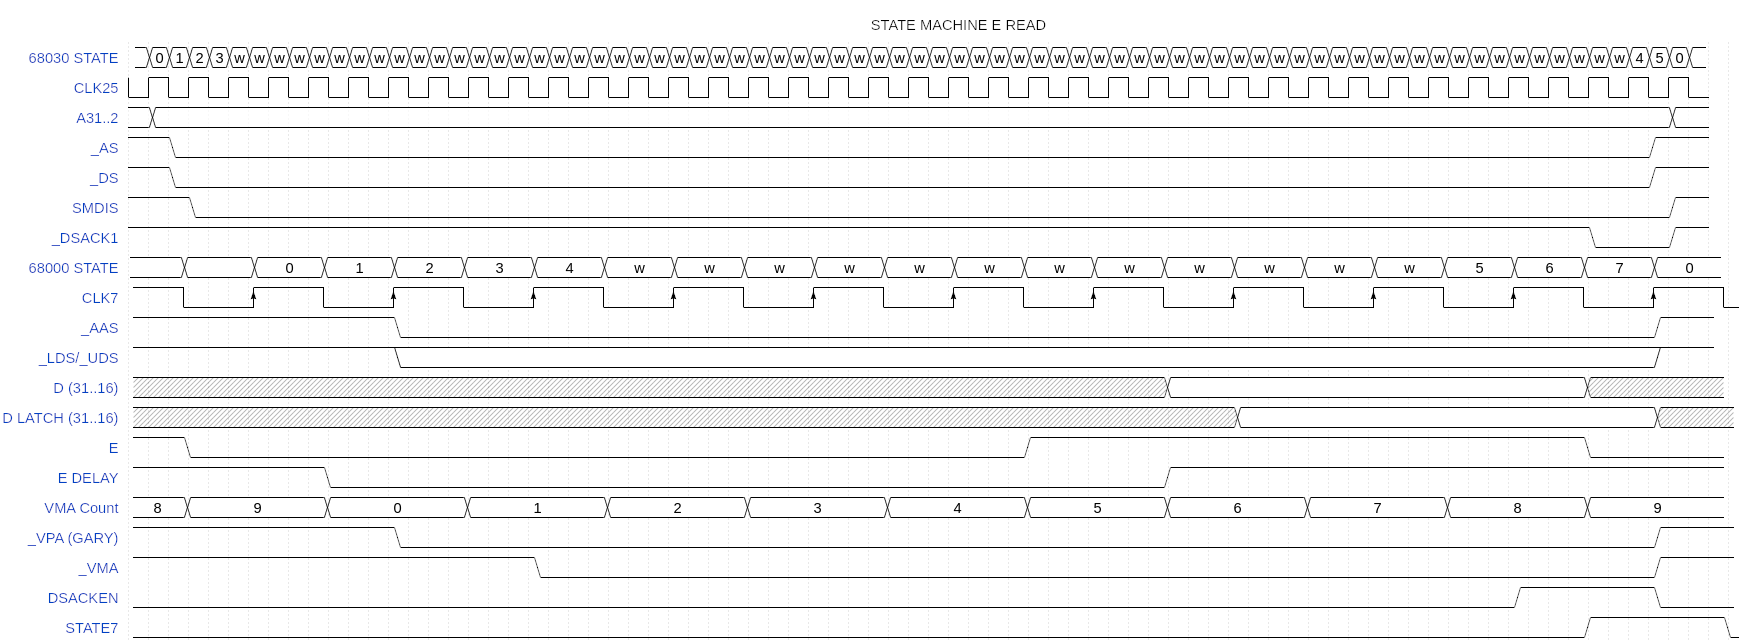 STATE MACHINE E READ
68030 STATE 0 1 2 3 w w w w w w w w w w w w w w w w w w w w w w w w w w w w w w w w w w w w w w w w w w w w w w w w w w w w w w w w w w w w w w w w w w w w w w 4 5 0
CLK25
A31..2
_AS
_DS
SMDIS
_DSACK1
68000 STATE 0 1 2 3 4 w w w w w w w w w w w w 5 6 7 0
CLK7
_AAS
_LDS/_UDS
D (31..16)
D LATCH (31..16)
E
E DELAY
VMA Count 8 9 0 1 2 3 4 5 6 7 8 9
_VPA (GARY)
_VMA
DSACKEN
STATE7